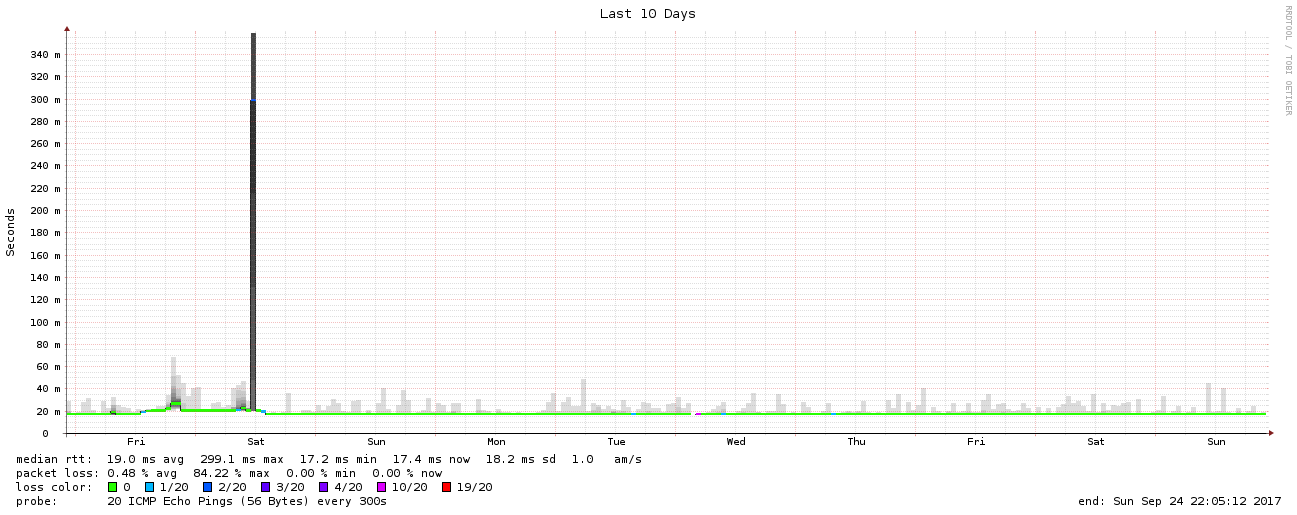 Last 10 Days
RRDTOOL / TOBI OETIKER
Seconds
340 m
320 m
300 m
280 m
260 m
240 m
220 m
200 m
180 m
160 m
140 m
120 m
100 m
80 m
60 m
40 m
20 m
0
Fri Sat Sun Mon Tue Wed Thu Fri Sat Sun
median rtt: 19.0 ms avg 299.1 ms max 17.2 ms min 17.4 ms now 18.2 ms sd 1.0 am/s
packet loss: 0.48 % avg 84.22 % max 0.00 % min 0.00 % now
loss color: 0 1/20 2/20 3/20 4/20 10/20 19/20
probe: 20 ICMP Echo Pings (56 Bytes) every 300s end: Sun Sep 24 22:05:12 2017